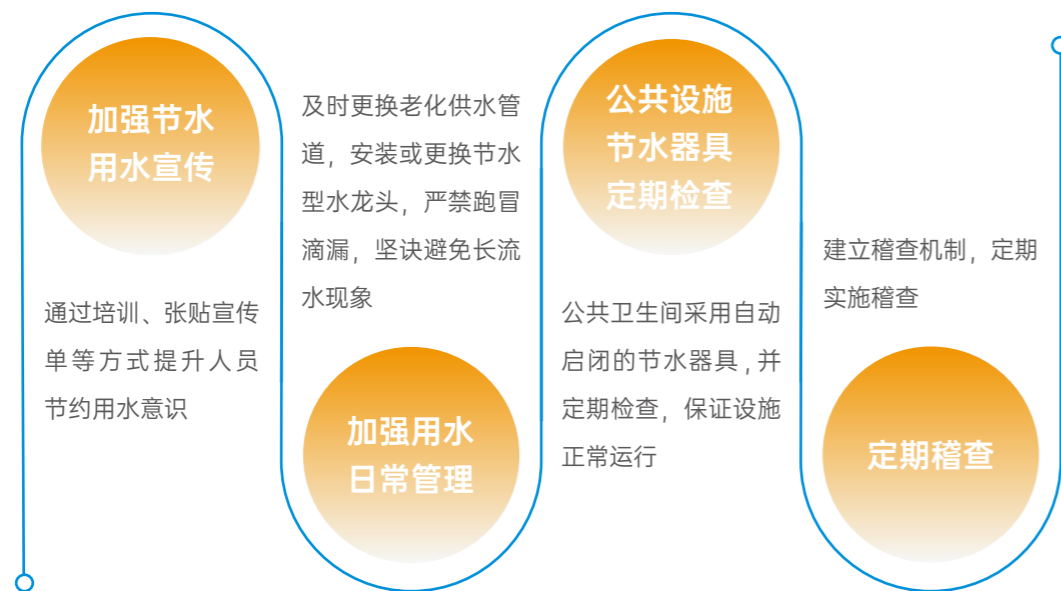 加强节水
用水宣传
通过培训、张贴宣传
单等方式提升人员
节约用水意识
及时更换老化供水管
道，安装或更换节水
型水龙头，严禁跑冒
滴漏，坚诀避免长流
水现象
加强用水
日常管理
公共设施
节水器具
定期检查
公共卫生间采用自动
启闭的节水器具,并
定期检查，保证设施
正常运行
建立稽查机制，定期
实施稽查
定期稽查